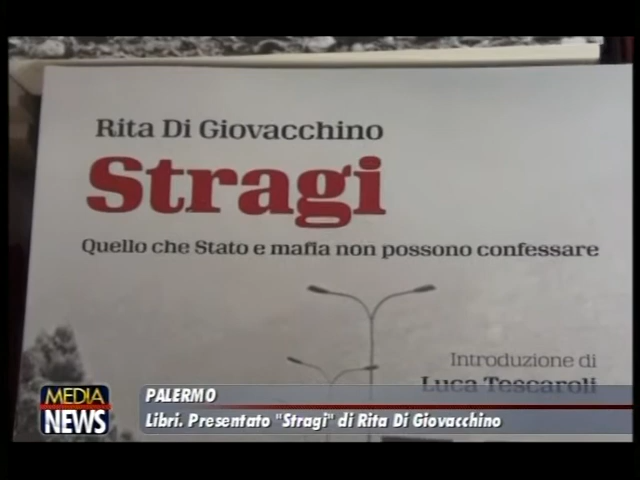 Rita Di Giovacchino
Stragi
Quello che Stato e mafia non possono confessare
Introduzione di
Luca Tescaroli
MEDIA
NEWS
PALERMO
Libri. Presentato "Stragi" di Rita Di Giovacchino